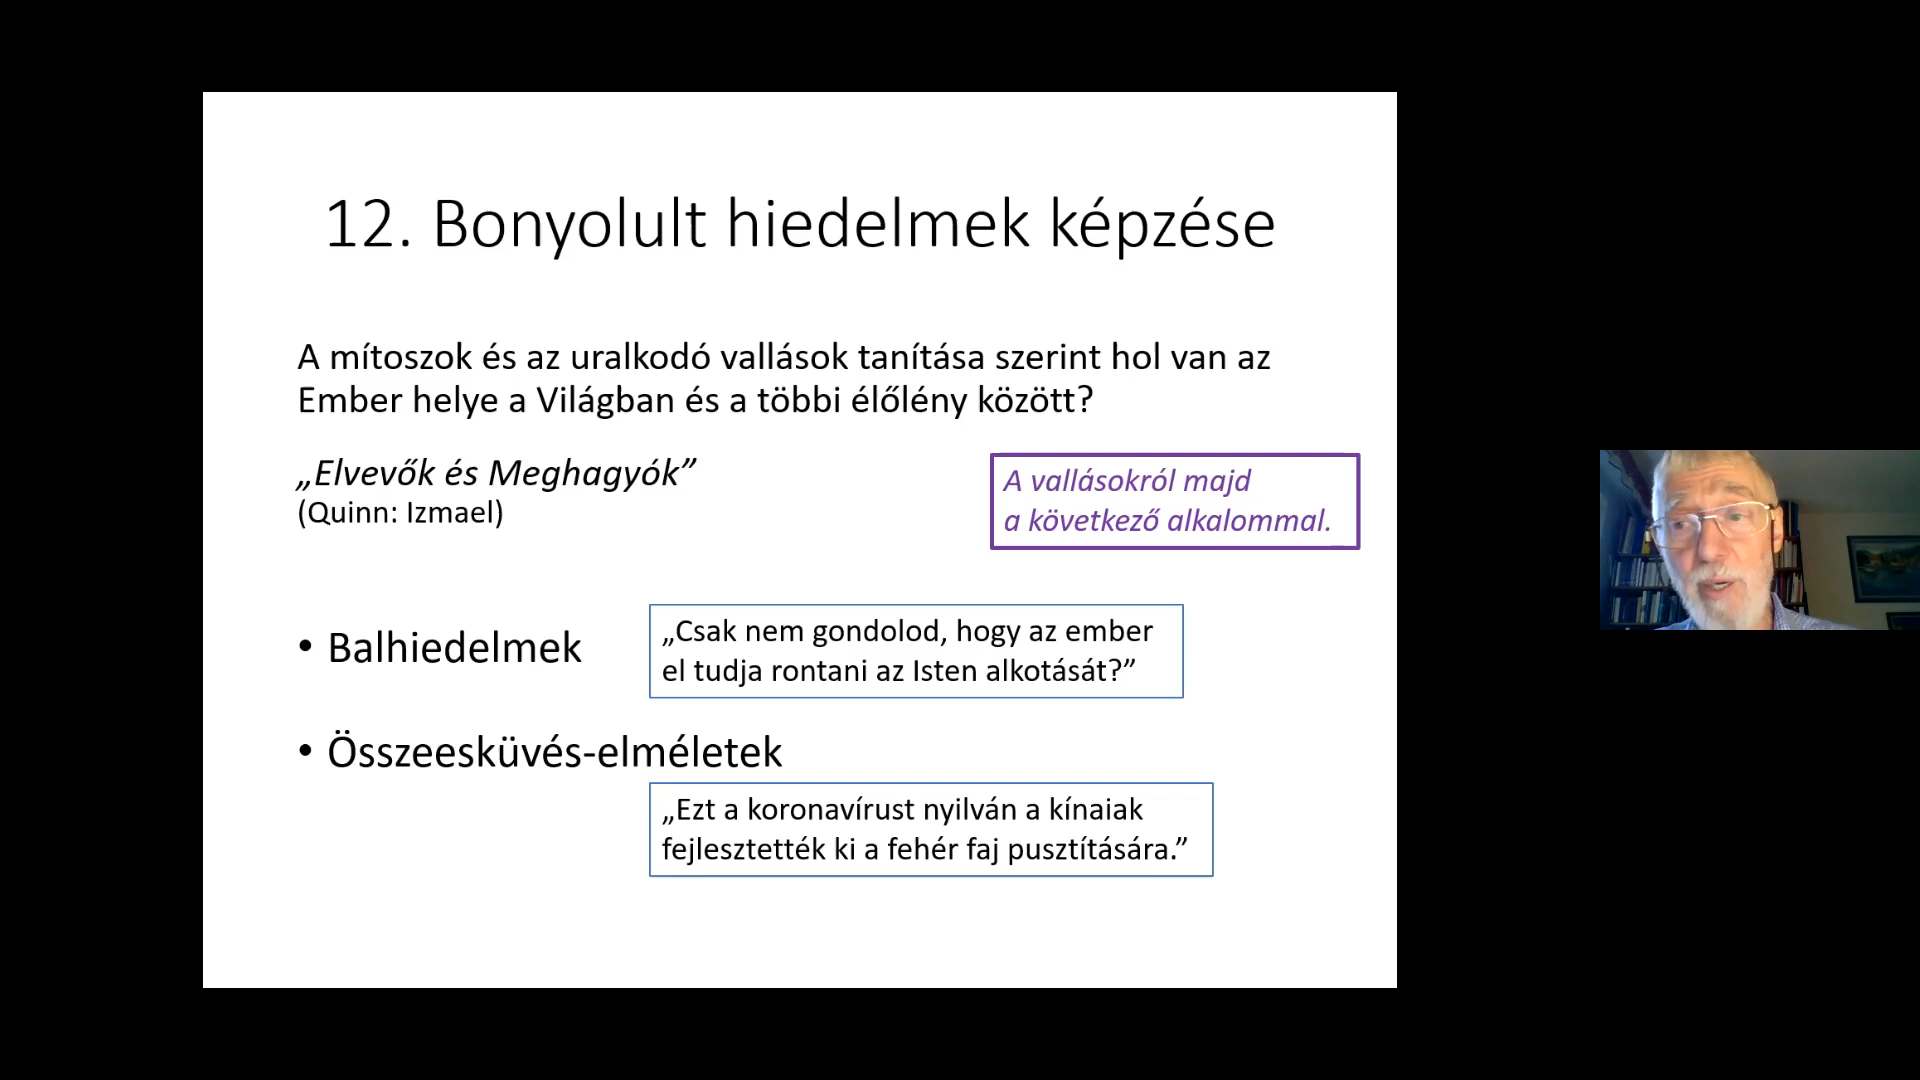 12. Bonyolult hiedelmek képzése
A mítoszok és az uralkodó vallások tanítása szerint hol van az
Ember helye a Világban és a többi élőlény között?
„Elvevők és Meghagyók”
(Quinn: Izmael)
A vallásokról majd
a következő alkalommal.
• Balhiedelmek
„Csak nem gondolod, hogy az ember
el tudja rontani az Isten alkotását?”
• Összeesküvés-elméletek
„Ezt a koronavírust nyilván a kínaiak
fejlesztették ki a fehér faj pusztítására.”